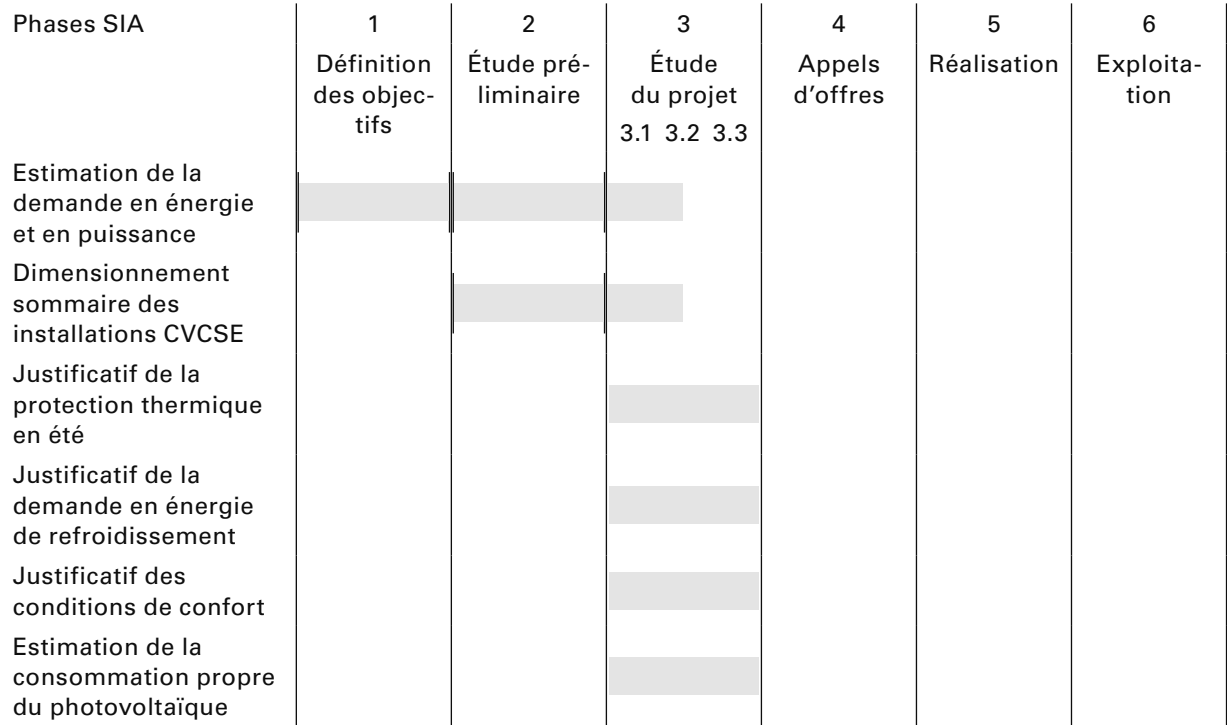 Phases SIA 1 2 3 4 5 6
Définition Étude pré- Étude Appels Réalisation Exploita-
des objec- liminaire du projet d'offres tion
tifs 3.1 3.2 3.3
Estimation de la
demande en énergie
et en puissance
Dimensionnement
sommaire des
installations CVCSE
Justificatif de la
protection thermique
en été
Justificatif de la
demande en énergie
de refroidissement
Justificatif des
conditions de confort
Estimation de la
consommation propre
du photovoltaïque